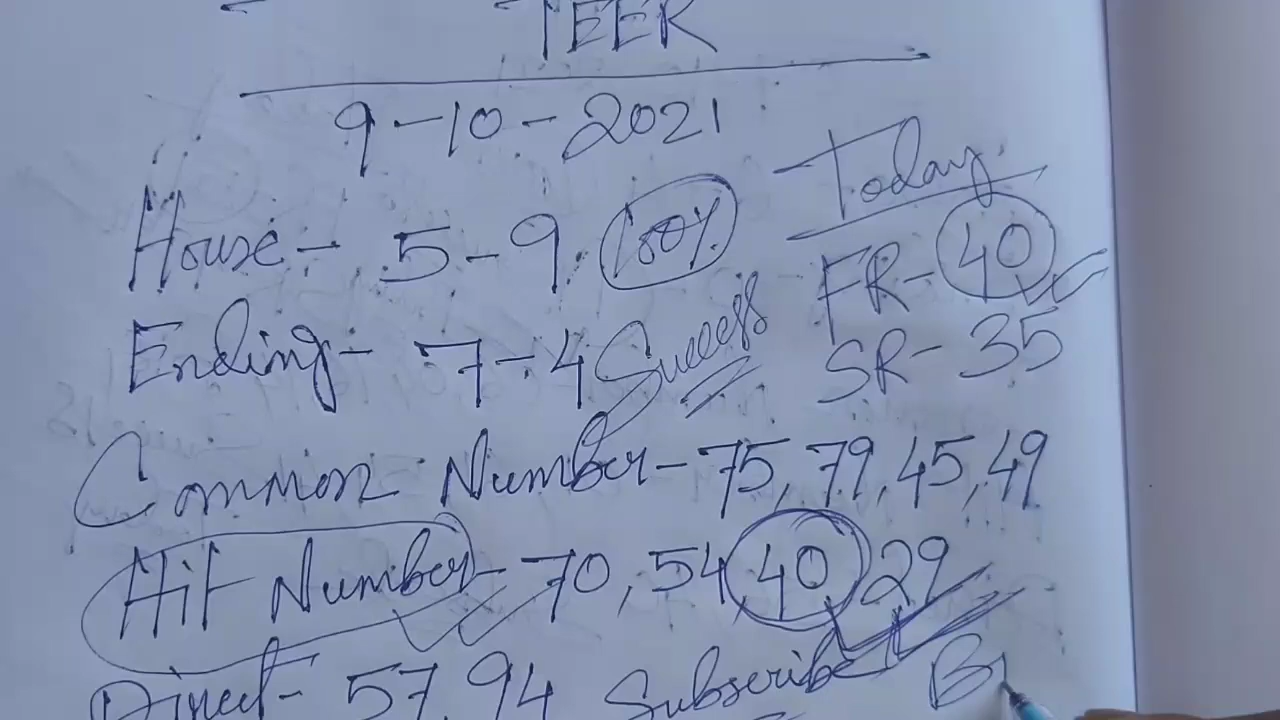 TEER
9-10-2021
House - 5-9 100%
Ending - 7-4 Success
Today
FR- 40
SR- 35
Common Number - 75, 79, 45, 49
Hit Number - 70, 54, 40, 29
Direct - 57, 94 Subscribe